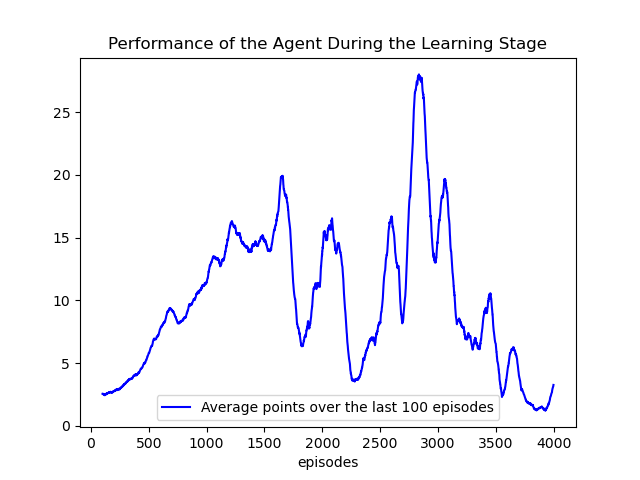 Performance of the Agent During the Learning Stage
25
20
15
10
5
0
Average points over the last 100 episodes
0 500 1000 1500 2000 2500 3000 3500 4000
episodes